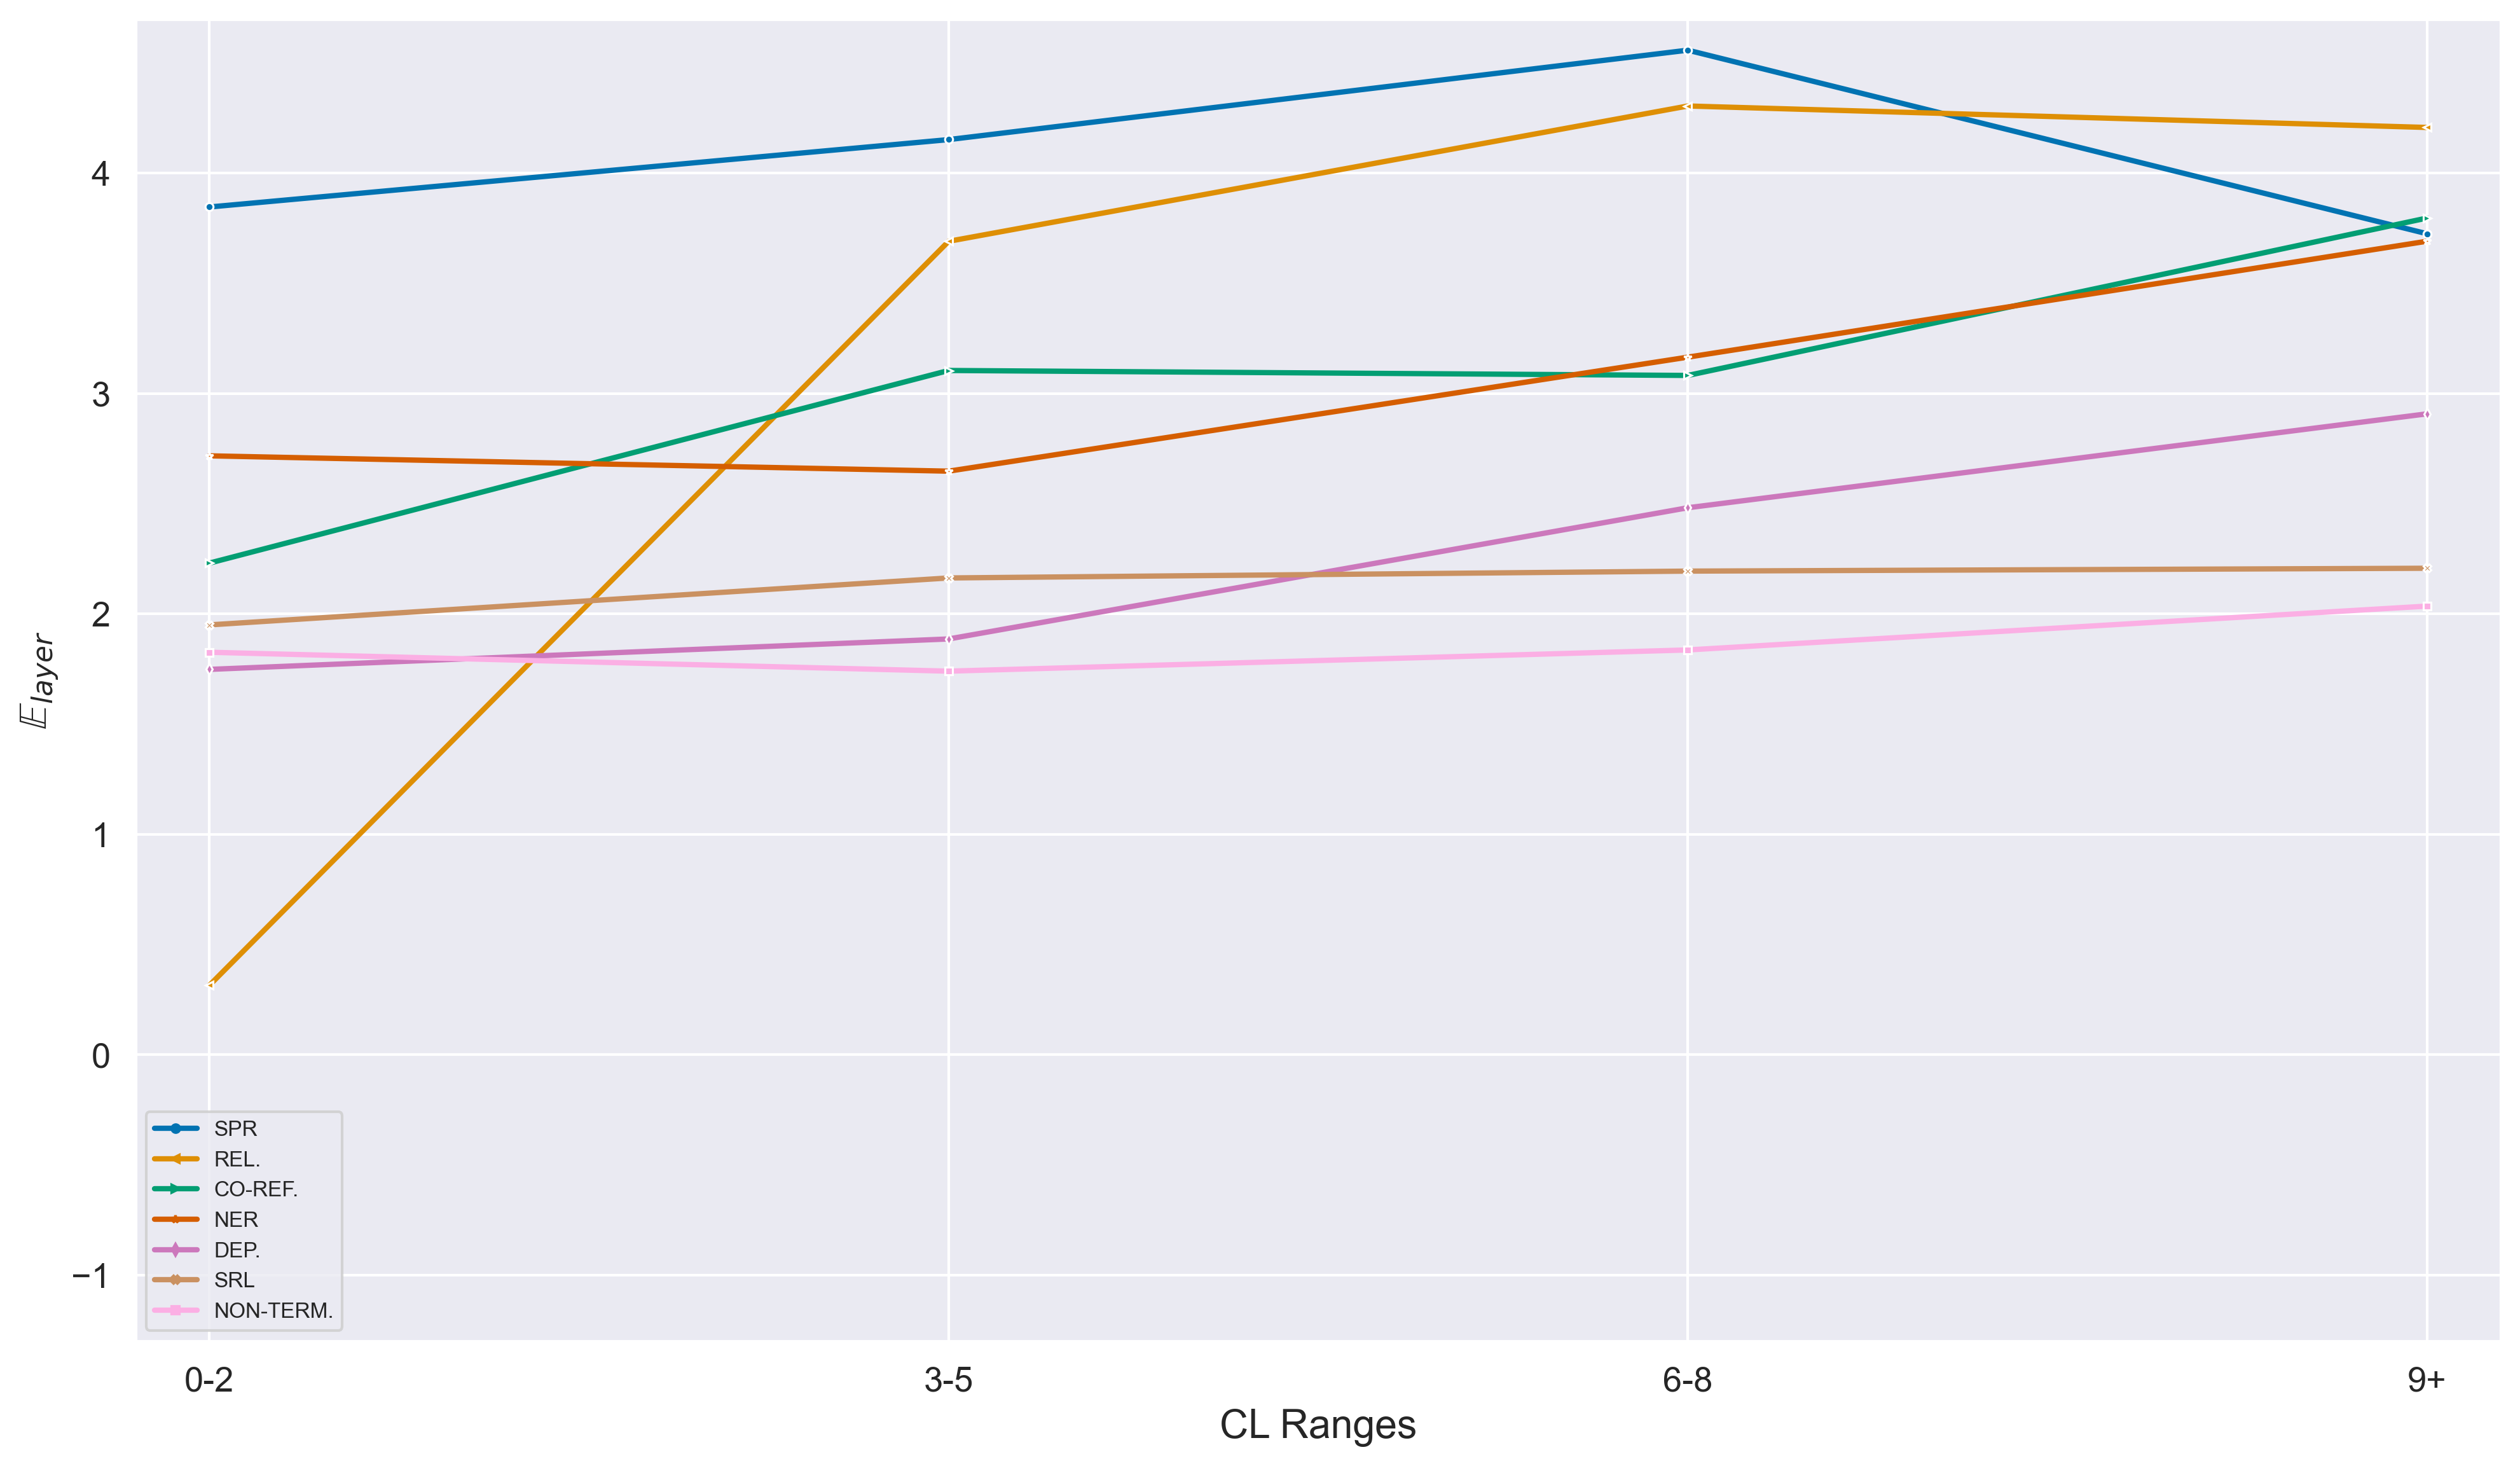 4
3
2
1
0
−1
𝔼layer
SPR
REL.
CO-REF.
NER
DEP.
SRL
NON-TERM.
0-2 3-5 6-8 9+
CL Ranges